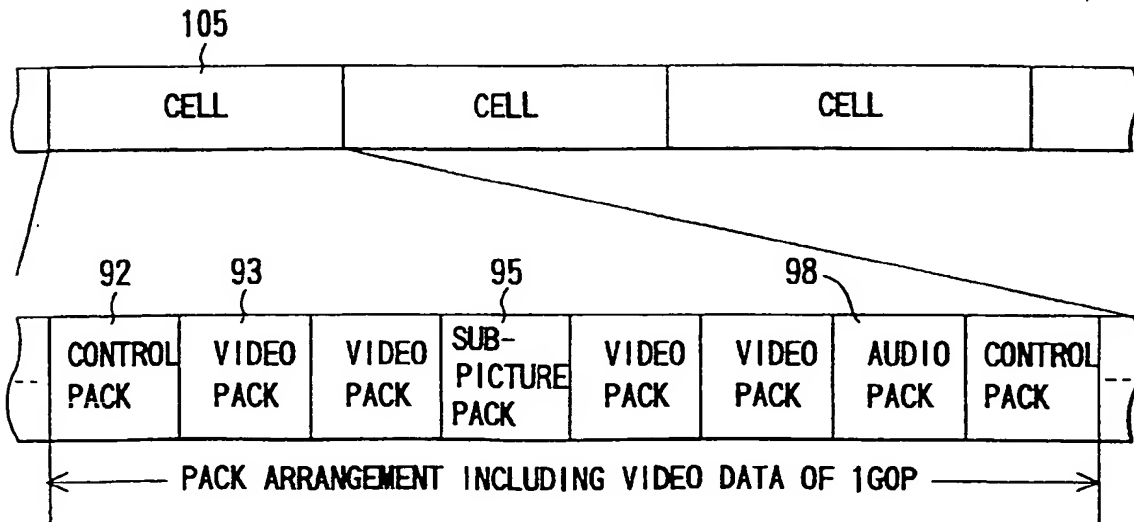 105
CELL CELL CELL
92 93 95 98
CONTROL PACK VIDEO PACK VIDEO PACK SUB-PICTURE PACK VIDEO PACK VIDEO PACK AUDIO PACK CONTROL PACK
PACK ARRANGEMENT INCLUDING VIDEO DATA OF 1GOP